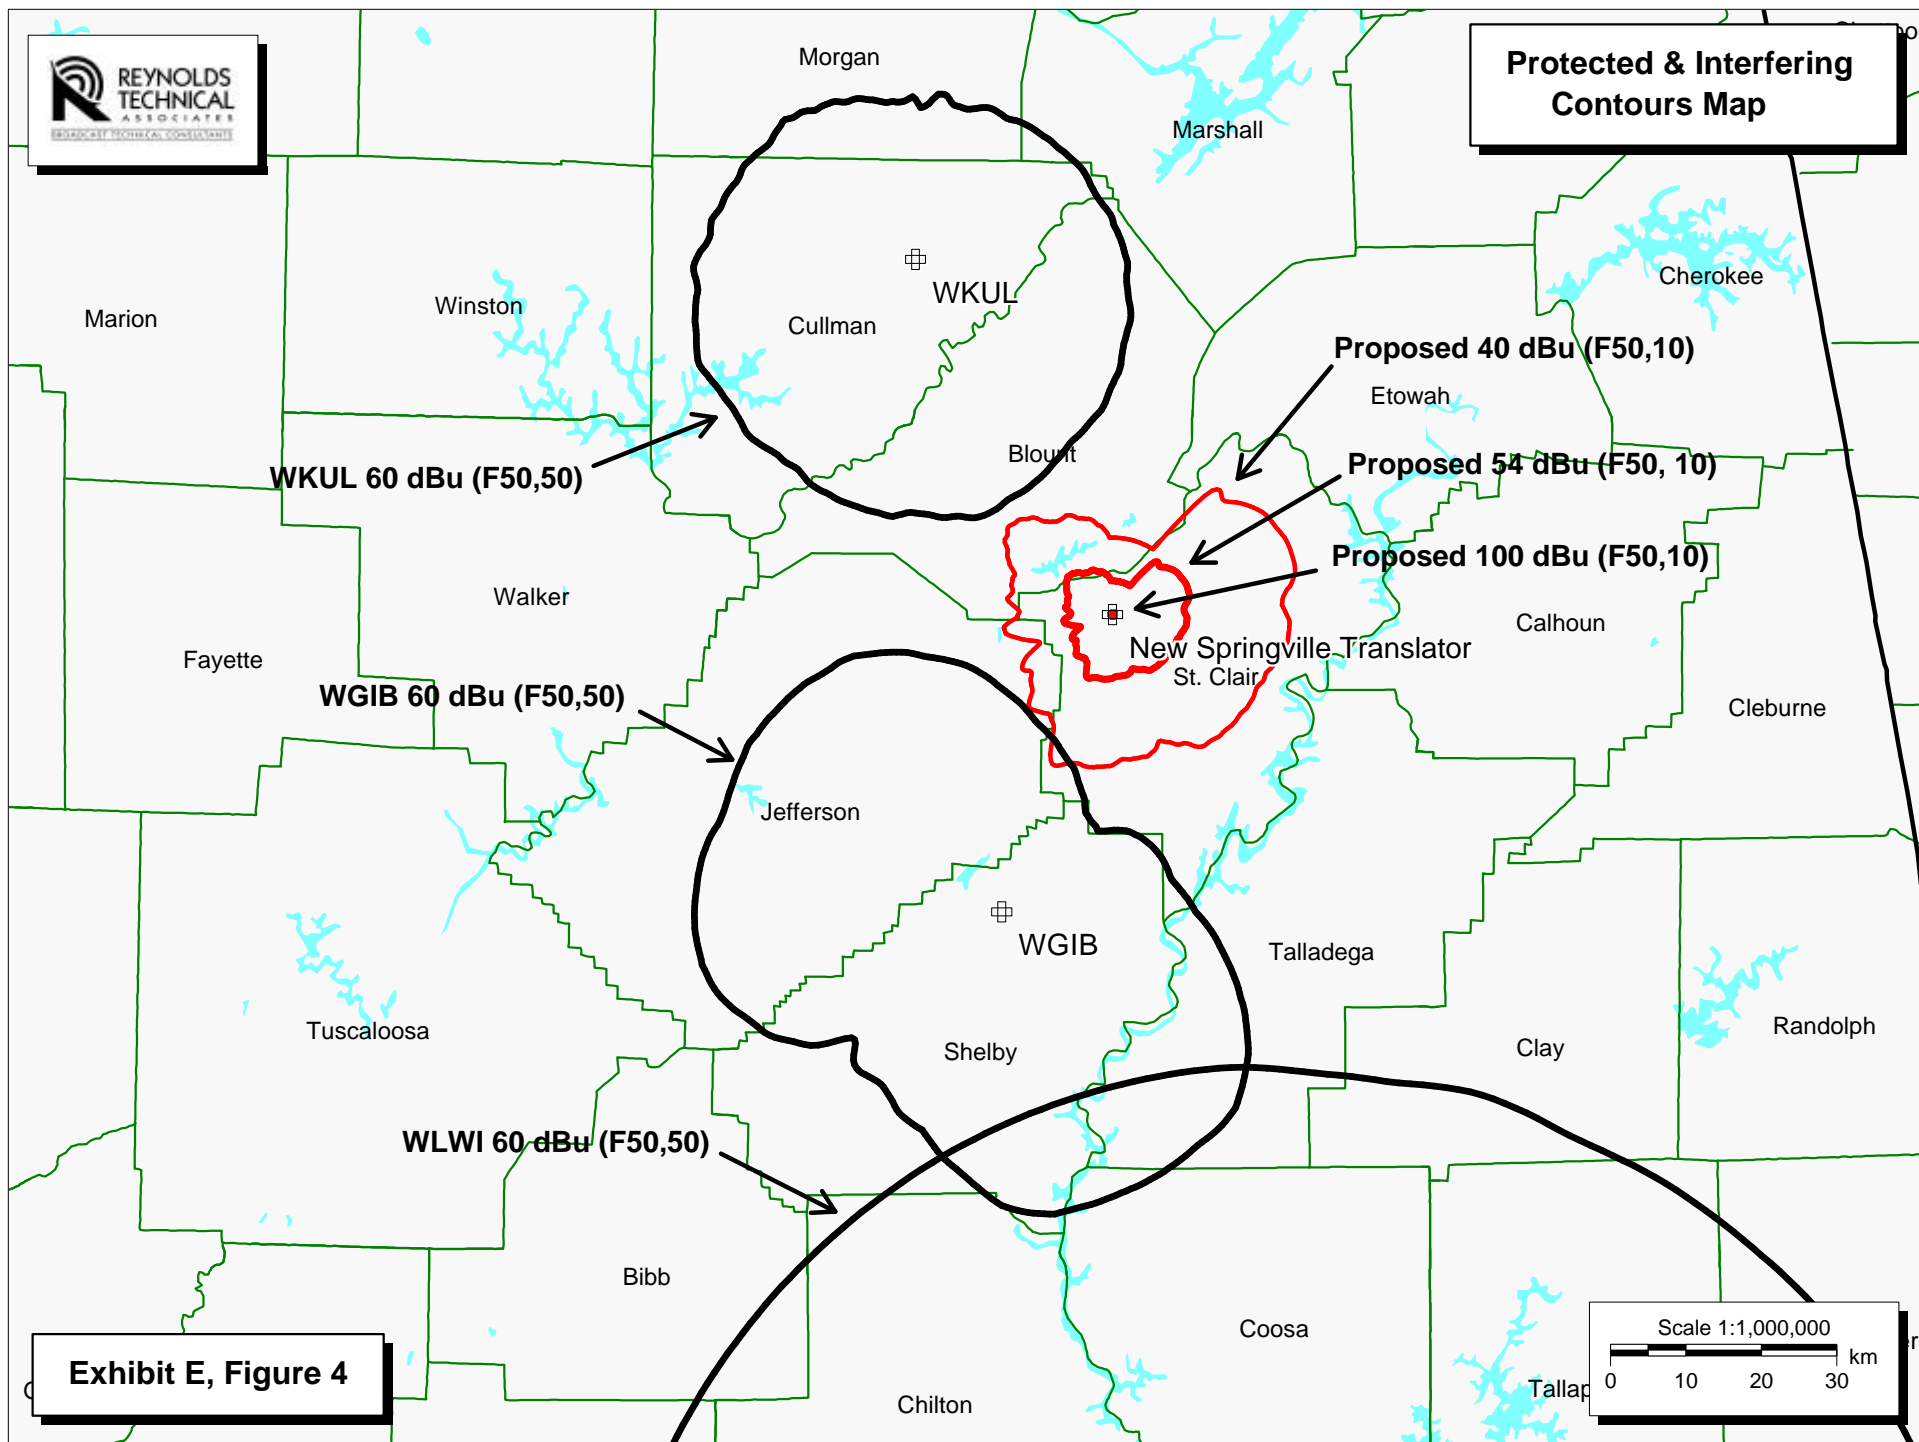 REYNOLDS
TECHNICAL
ASSOCIATES
BROADCAST TECHNICAL CONSULTANTS
Protected & Interfering
Contours Map
Morgan
Marshall
Cherokee
Marion
Winston
Cullman
WKUL
Proposed 40 dBu (F50,10)
Etowah
Blount
Proposed 54 dBu (F50, 10)
WKUL 60 dBu (F50,50)
Proposed 100 dBu (F50,10)
Walker
Calhoun
New Springville Translator
St. Clair
Fayette
WGIB 60 dBu (F50,50)
Cleburne
Jefferson
WGIB
Talladega
Tuscaloosa
Shelby
Clay
Randolph
WLWI 60 dBu (F50,50)
Bibb
Coosa
Scale 1:1,000,000
km
0 10 20 30
Exhibit E, Figure 4
Chilton
Tallap